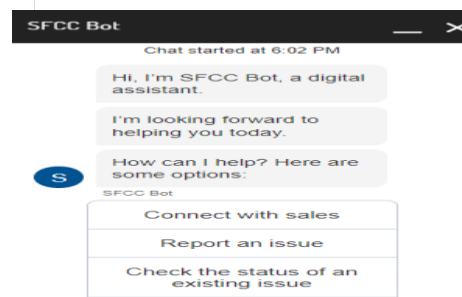 SFCC Bot
Chat started at 6:02 PM
Hi, I'm SFCC Bot, a digital
assistant.
I'm looking forward to
helping you today.
How can I help? Here are
some options:
S
SFCC Bot
Connect with sales
Report an issue
Check the status of an
existing issue